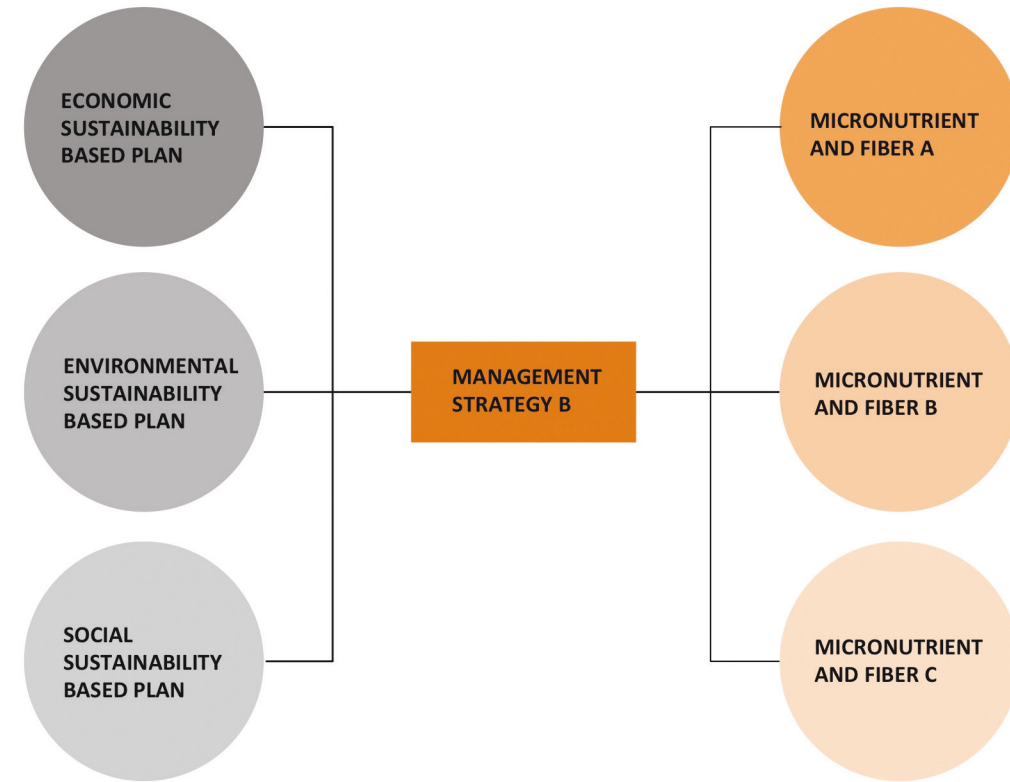 ECONOMIC
SUSTAINABILITY
BASED PLAN
ENVIRONMENTAL
SUSTAINABILITY
BASED PLAN
SOCIAL
SUSTAINABILITY
BASED PLAN
MANAGEMENT
STRATEGY B
MICRONUTRIENT
AND FIBER A
MICRONUTRIENT
AND FIBER B
MICRONUTRIENT
AND FIBER C